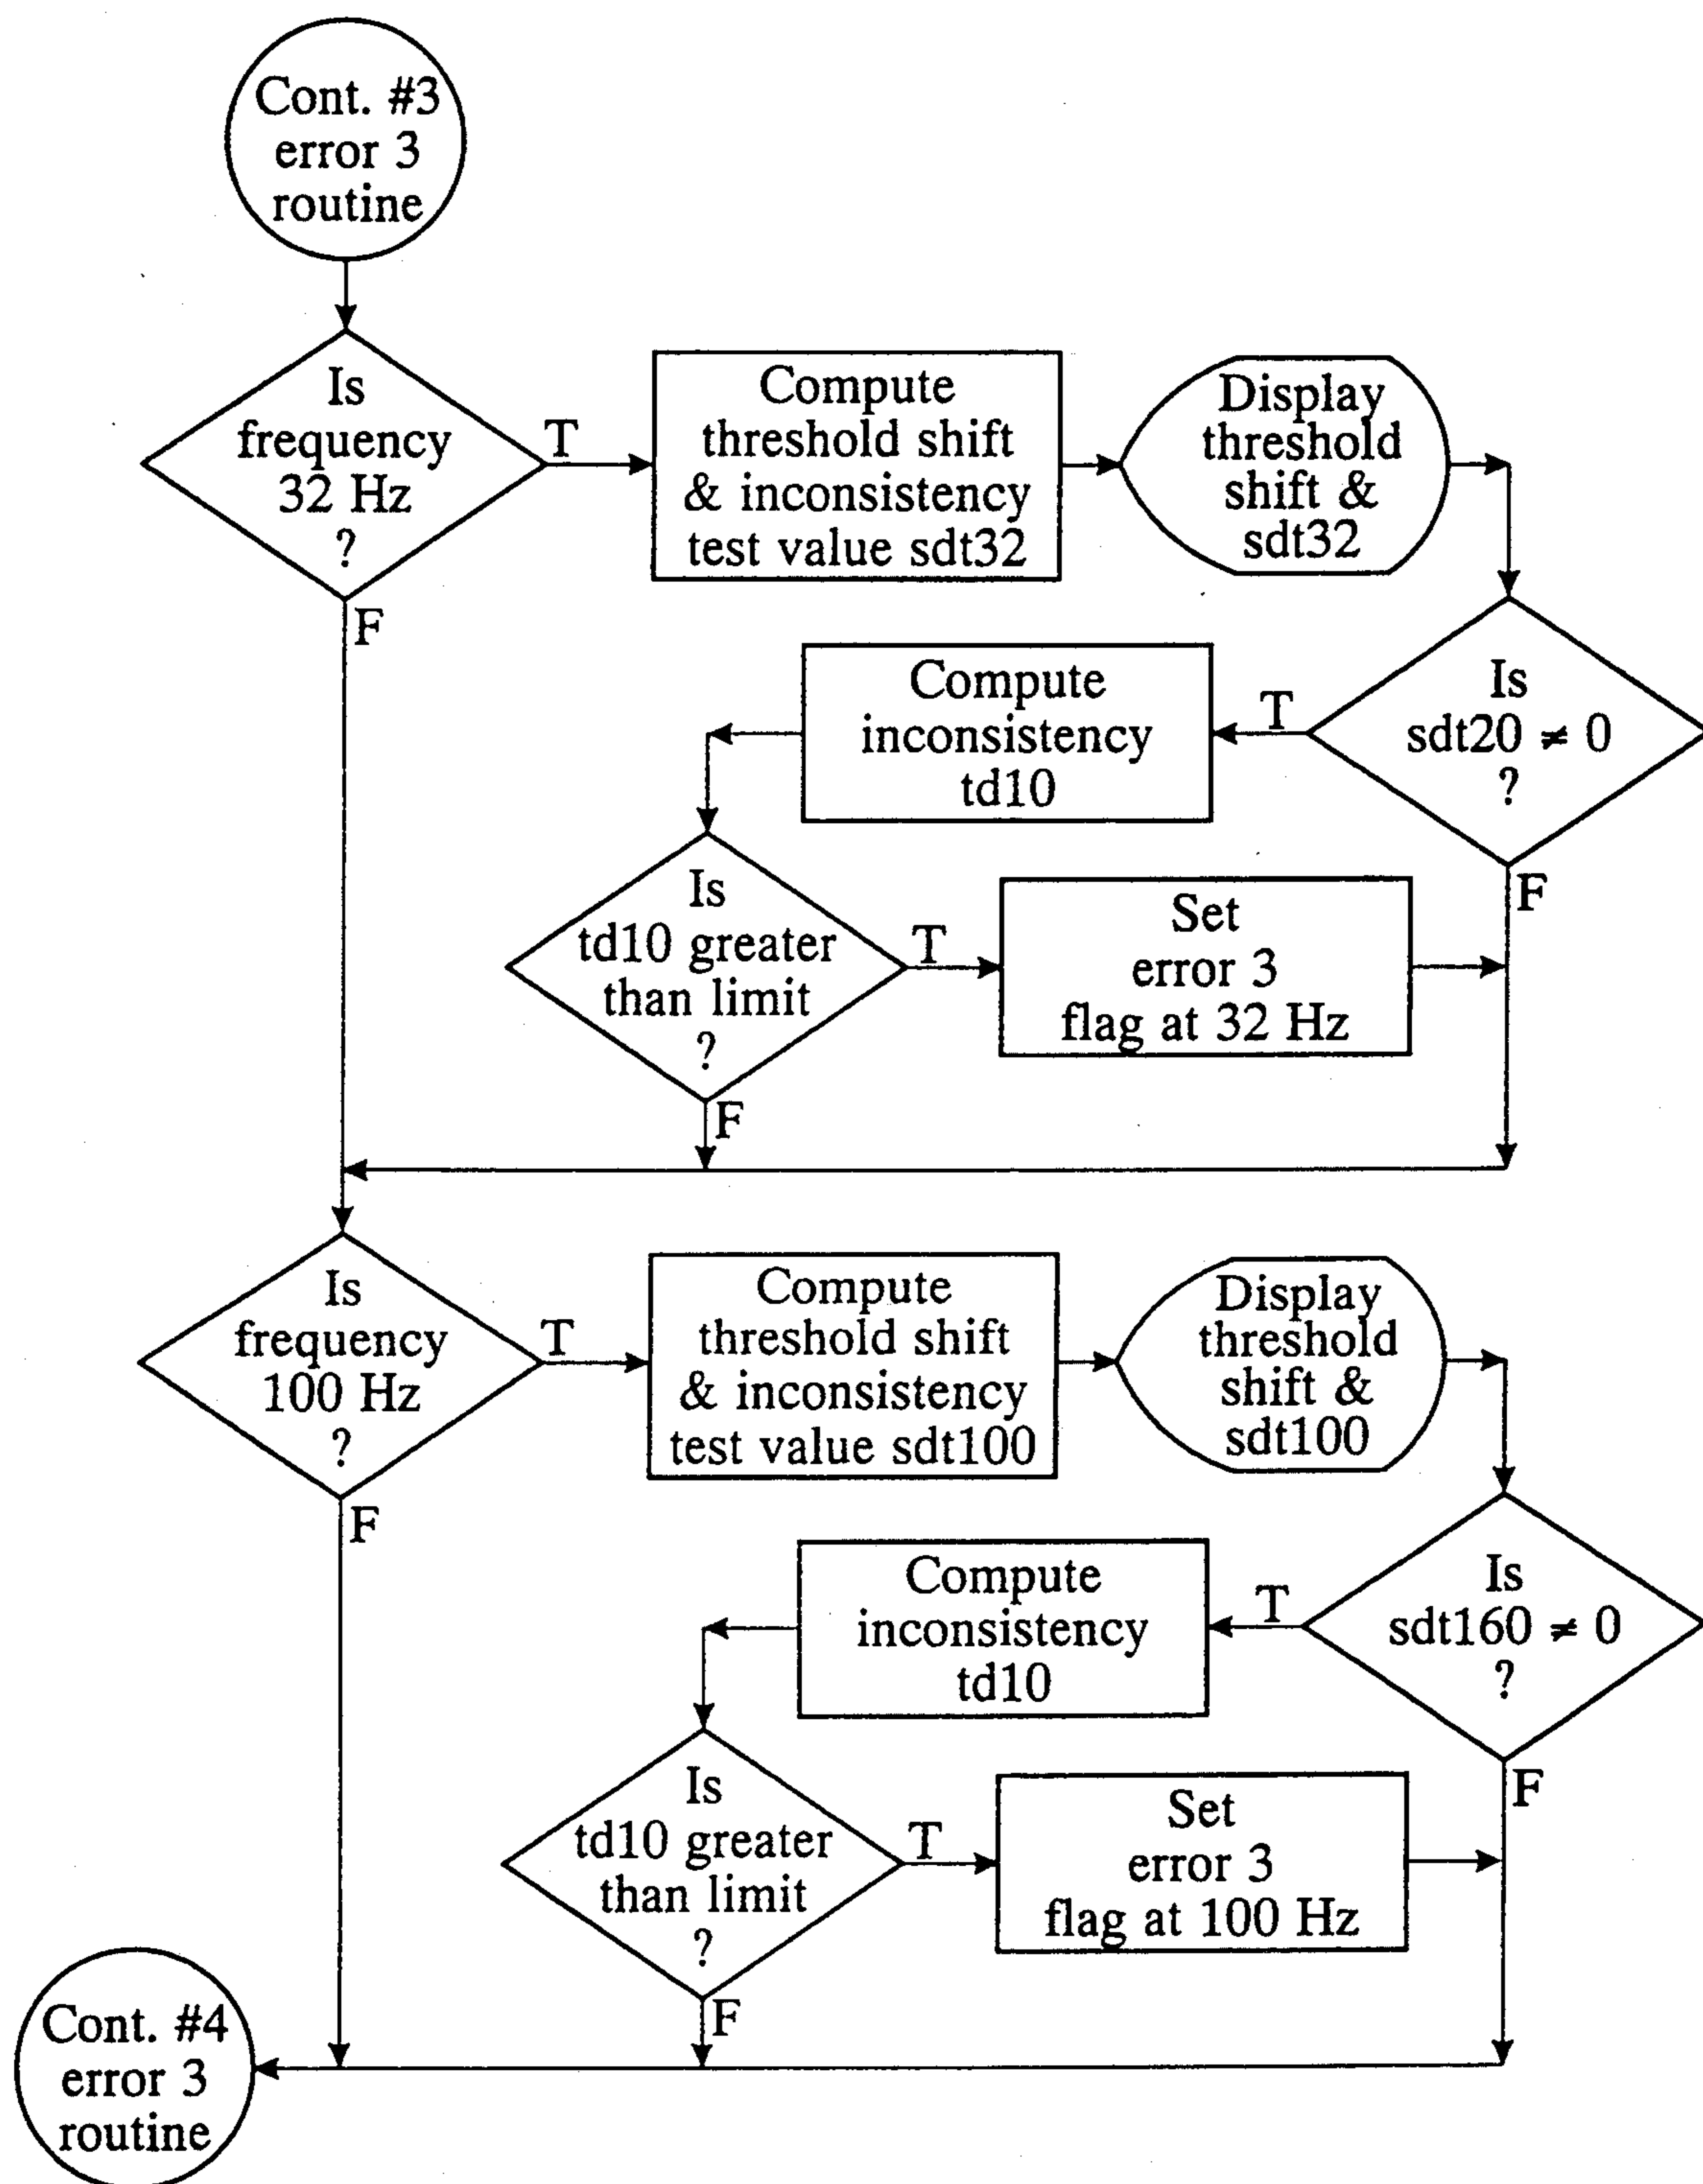 Cont. #3
error 3
routine
Is
frequency
32 Hz
?
T
F
Compute
threshold shift
& inconsistency
test value sdt32
Display
threshold
shift &
sdt32
Is
sdt20 ≠ 0
?
T
F
Compute
inconsistency
td10
Is
td10 greater
than limit
?
T
F
Set
error 3
flag at 32 Hz
Is
frequency
100 Hz
?
T
F
Compute
threshold shift
& inconsistency
test value sdt100
Display
threshold
shift &
sdt100
Is
sdt160 ≠ 0
?
T
F
Compute
inconsistency
td10
Is
td10 greater
than limit
?
T
F
Set
error 3
flag at 100 Hz
Cont. #4
error 3
routine